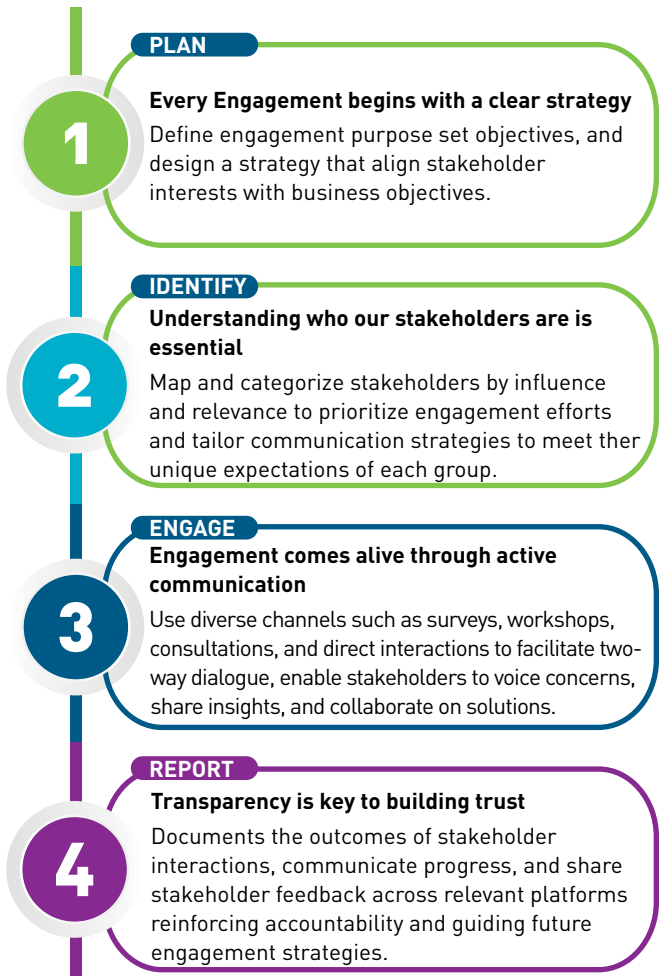 PLAN
1
Every Engagement begins with a clear strategy
Define engagement purpose set objectives, and
design a strategy that align stakeholder
interests with business objectives.
IDENTIFY
2
Understanding who our stakeholders are is
essential
Map and categorize stakeholders by influence
and relevance to prioritize engagement efforts
and tailor communication strategies to meet ther
unique expectations of each group.
ENGAGE
3
Engagement comes alive through active
communication
Use diverse channels such as surveys, workshops,
consultations, and direct interactions to facilitate two-
way dialogue, enable stakeholders to voice concerns,
share insights, and collaborate on solutions.
REPORT
4
Transparency is key to building trust
Documents the outcomes of stakeholder
interactions, communicate progress, and share
stakeholder feedback across relevant platforms
reinforcing accountability and guiding future
engagement strategies.